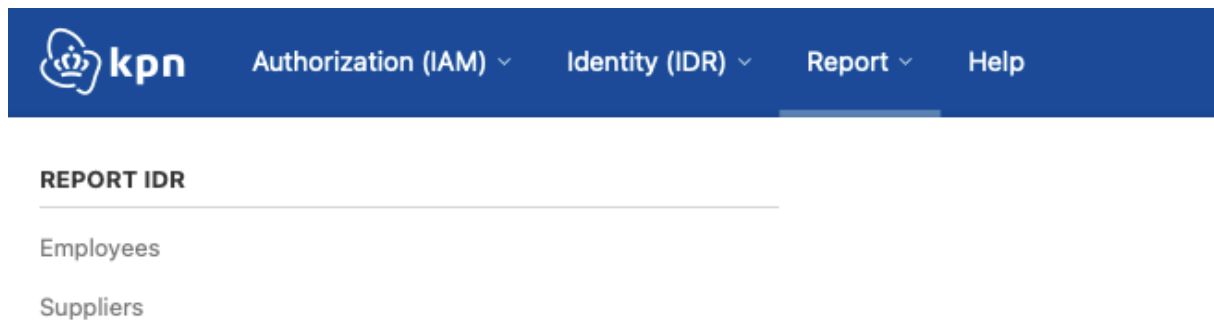 kpn Authorization (IAM) Identity (IDR) Report Help
REPORT IDR
Employees
Suppliers